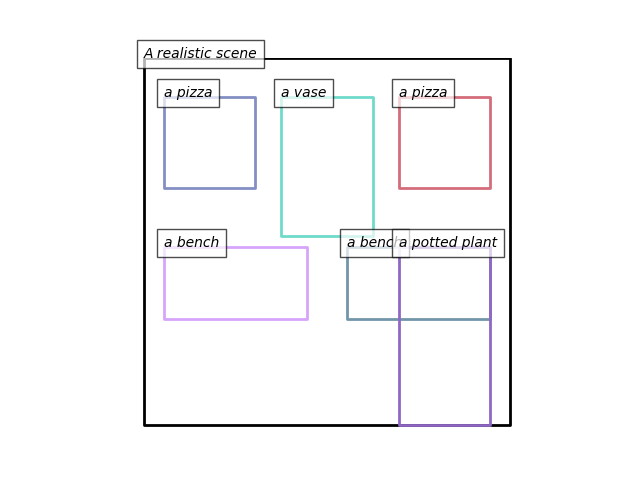 A realistic scene
a pizza
a vase
a pizza
a bench
a bench
a potted plant